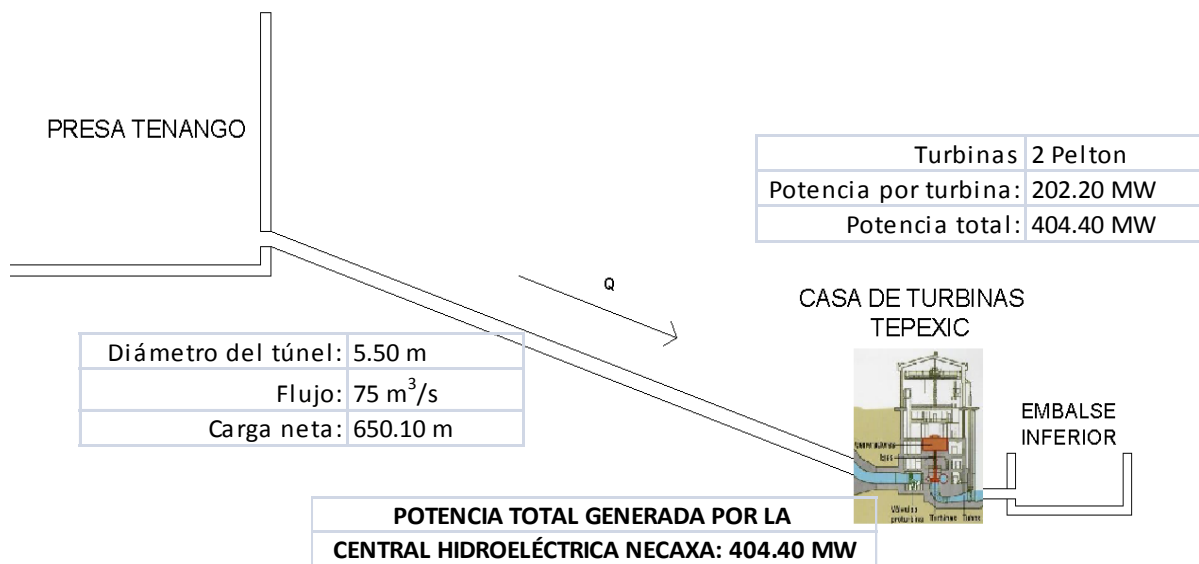 PRESA TENANGO
Turbinas 2 Pelton
Potencia por turbina: 202.20 MW
Potencia total: 404.40 MW
Q
CASA DE TURBINAS
TEPEXIC
Diámetro del túnel: 5.50 m
Flujo: 75 m³/s
Carga neta: 650.10 m
EMBALSE
INFERIOR
Turbinas
POTENCIA TOTAL GENERADA POR LA
CENTRAL HIDROELÉCTRICA NECAXA: 404.40 MW